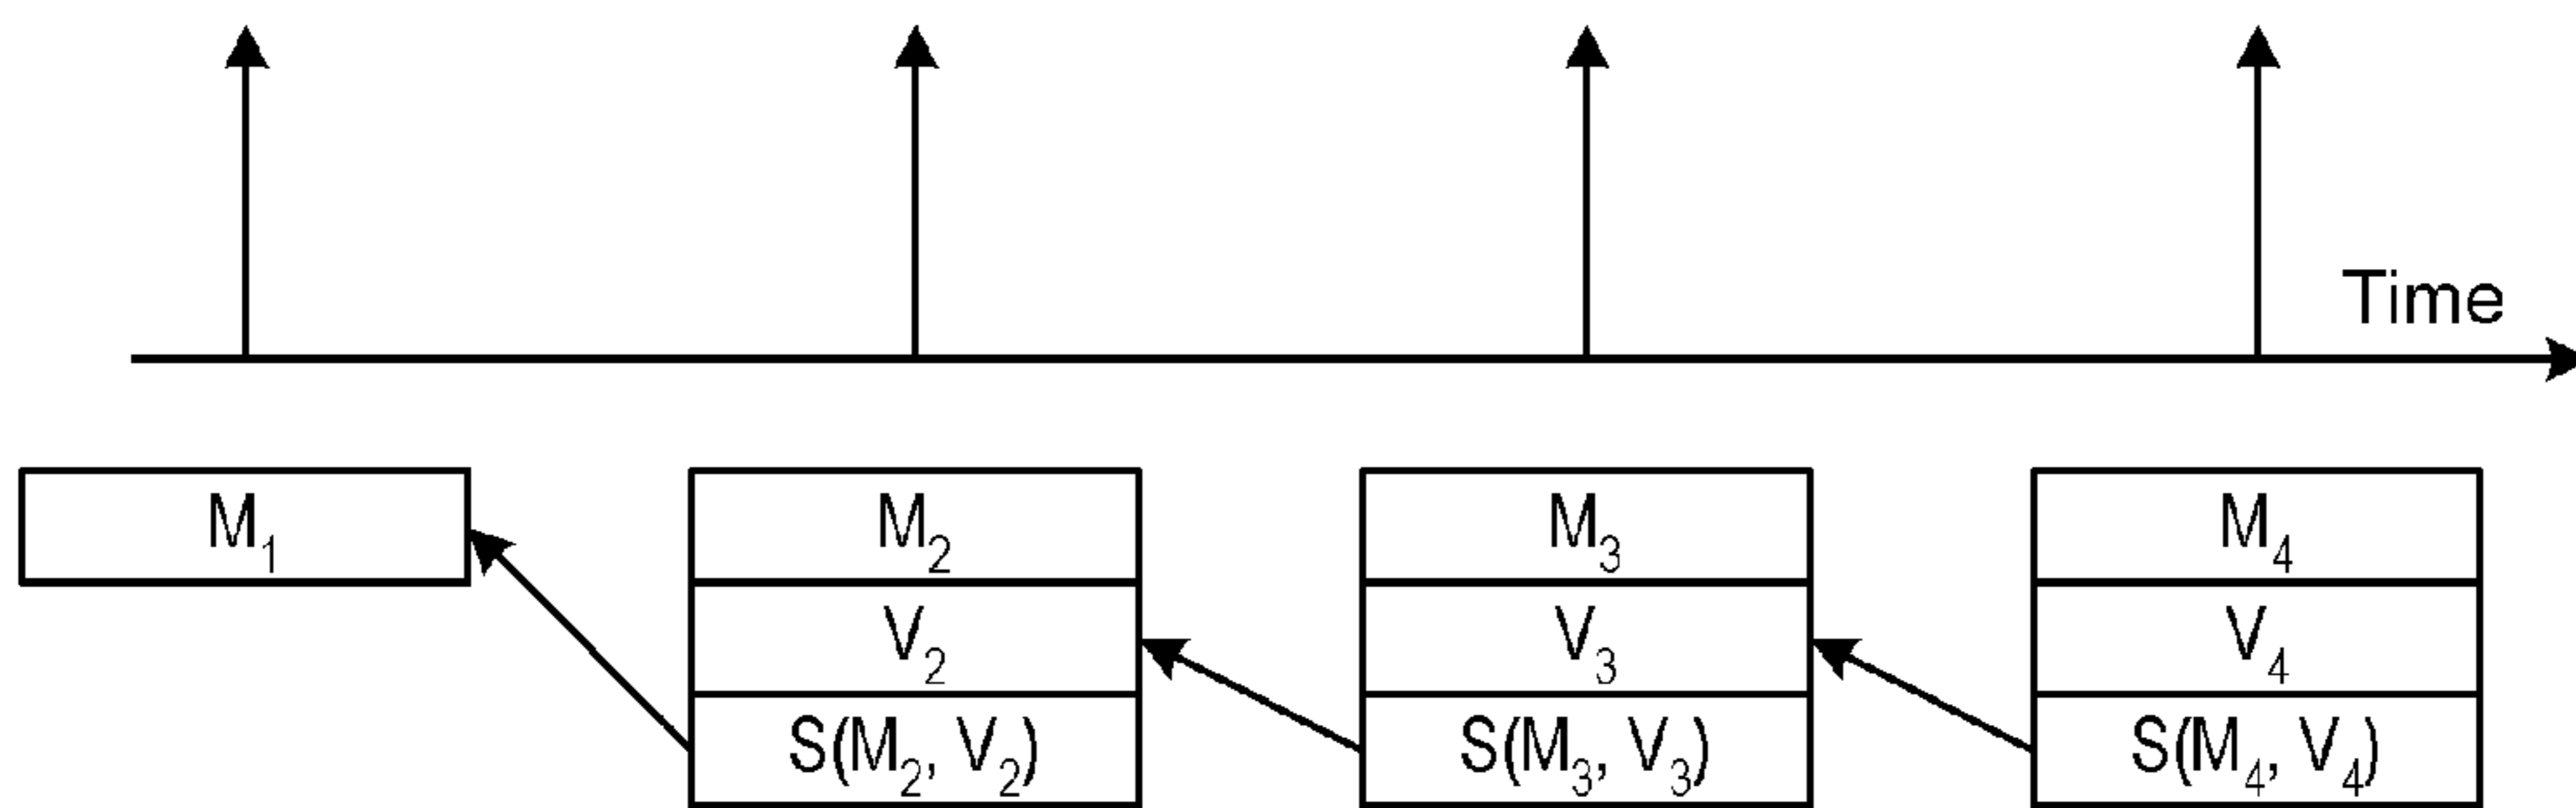 Time
M₁ M₂ M₃ M₄
V₂ V₃ V₄
S(M₂, V₂) S(M₃, V₃) S(M₄, V₄)